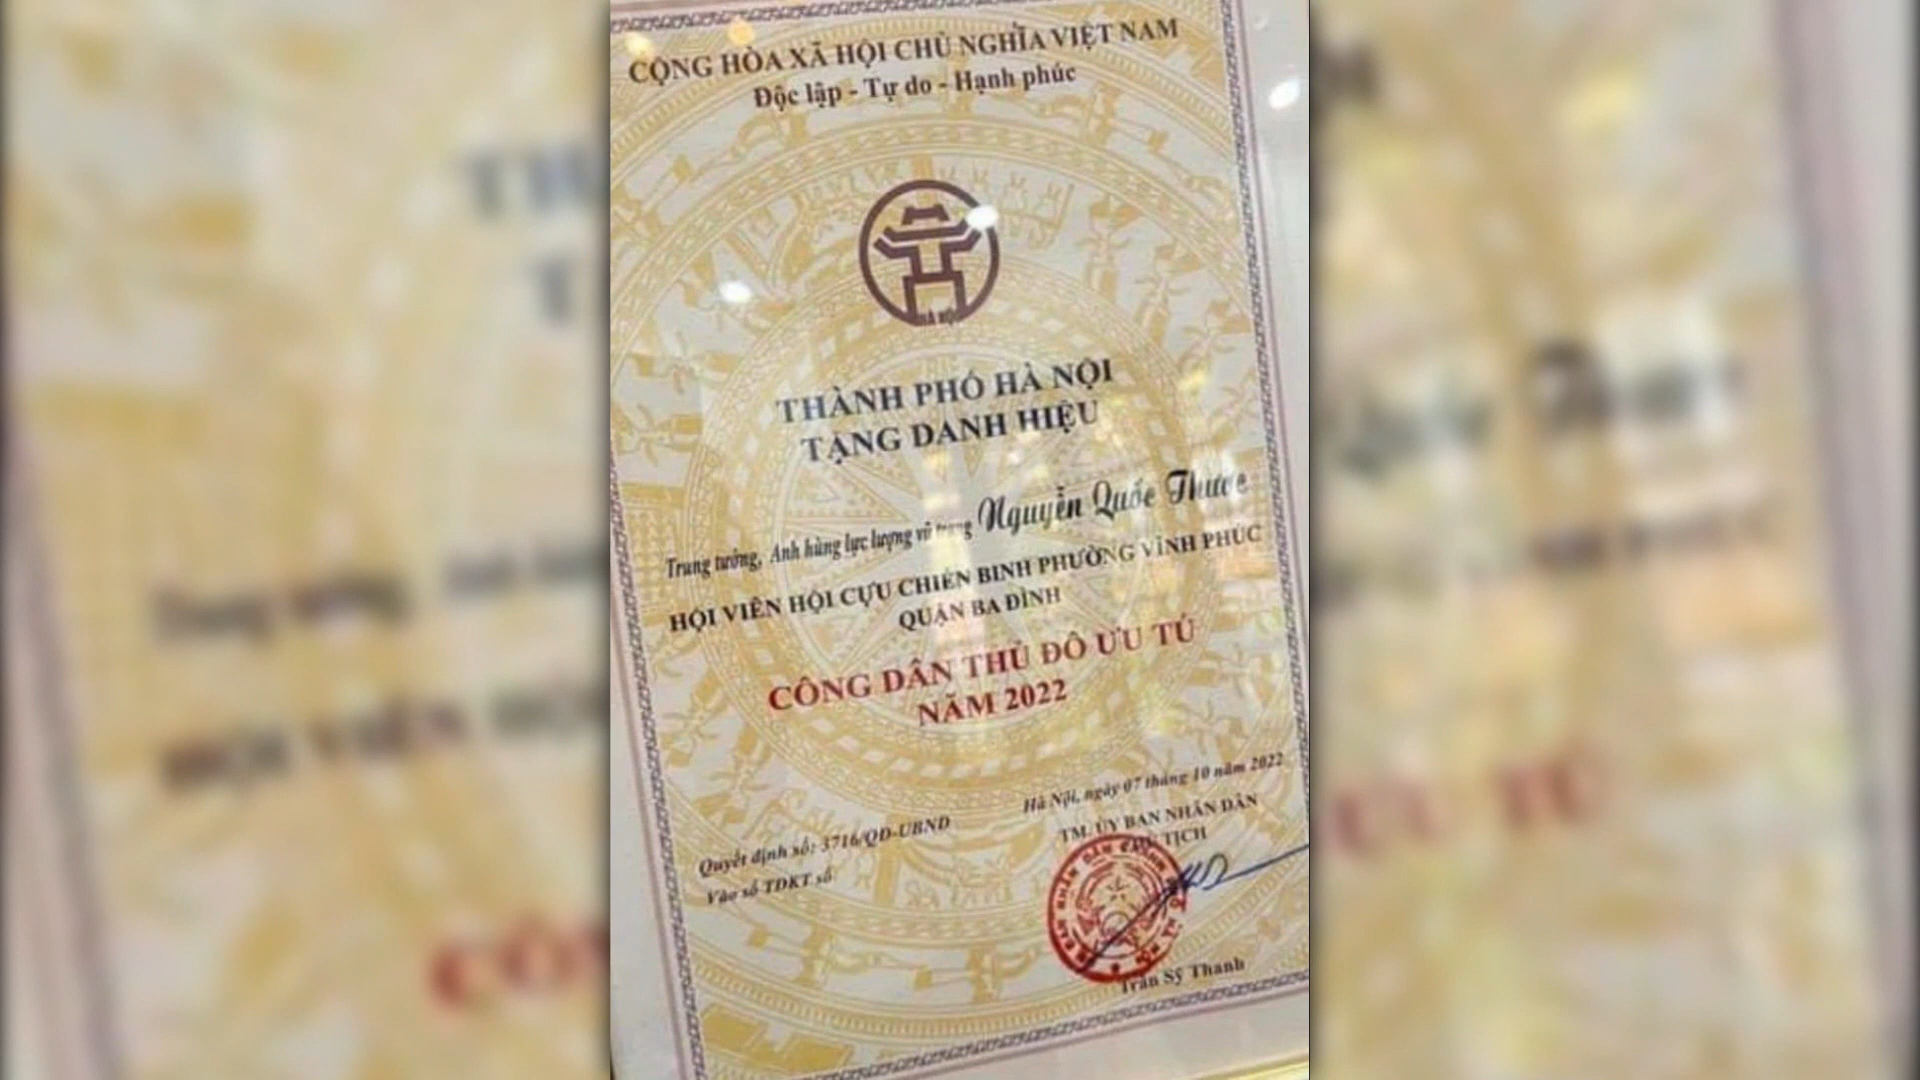 CỘNG HÒA XÃ HỘI CHỦ NGHĨA VIỆT NAM
Độc lập - Tự do - Hạnh phúc
HÀ NỘI
THÀNH PHỐ HÀ NỘI
TẶNG DANH HIỆU
Trung tướng, Anh hùng lực lượng vũ trang Nguyễn Quốc Thước
HỘI VIÊN HỘI CỰU CHIẾN BINH PHƯỜNG VĨNH PHÚC
QUẬN BA ĐÌNH
CÔNG DÂN THỦ ĐÔ ƯU TÚ
NĂM 2022
Hà Nội, ngày 07 tháng 10 năm 2022
TM. ỦY BAN NHÂN DÂN
TỊCH
Quyết định số: 3716/QĐ-UBND
Vào sổ TĐKT số
Trần Sỹ Thanh